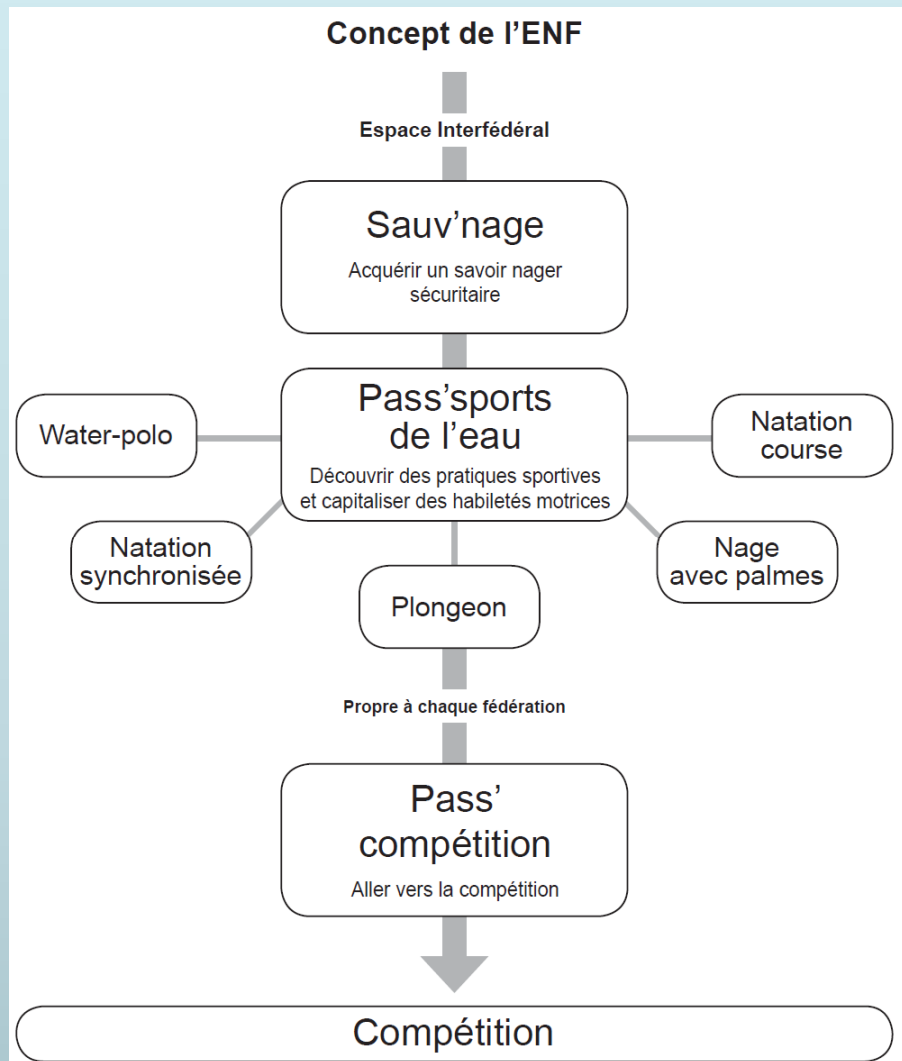 Concept de l’ENF
Espace Interfédéral
Sauv’nage
Acquérir un savoir nager
sécuritaire
Pass’sports
de l’eau
Découvrir des pratiques sportives
et capitaliser des habiletés motrices
Water-polo
Natation
course
Natation
synchronisée
Nage
avec palmes
Plongeon
Propre à chaque fédération
Pass’
compétition
Aller vers la compétition
Compétition